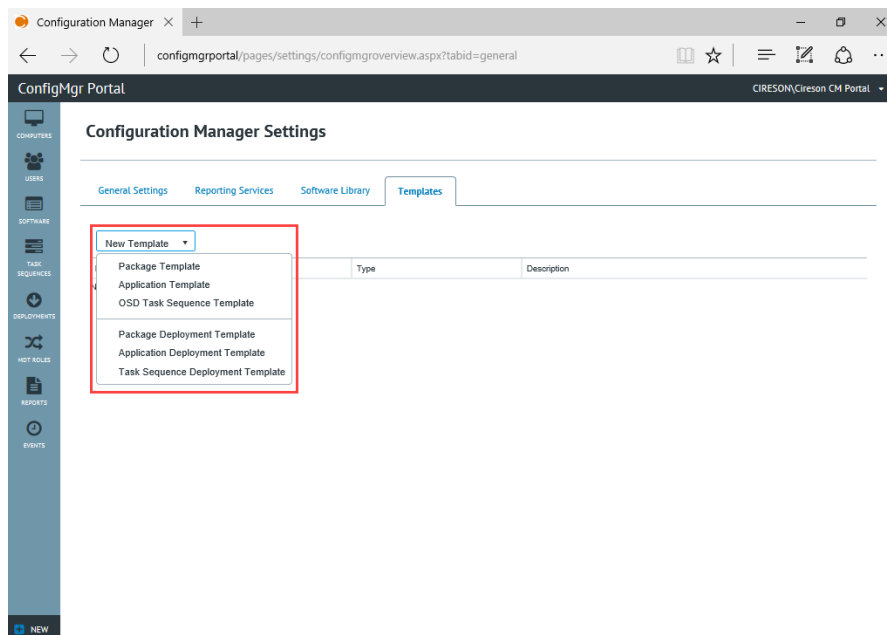 Configuration Manager
configmgrportal/pages/settings/configmgroverview.aspx?tabid=general
ConfigMgr Portal
CIRESON\Cireson CM Portal
COMPUTERS
USERS
SOFTWARE
TASK
SEQUENCES
DEPLOYMENTS
MDT ROLES
REPORTS
EVENTS
NEW
Configuration Manager Settings
General Settings
Reporting Services
Software Library
Templates
New Template
Type
Description
Package Template
Application Template
OSD Task Sequence Template
Package Deployment Template
Application Deployment Template
Task Sequence Deployment Template